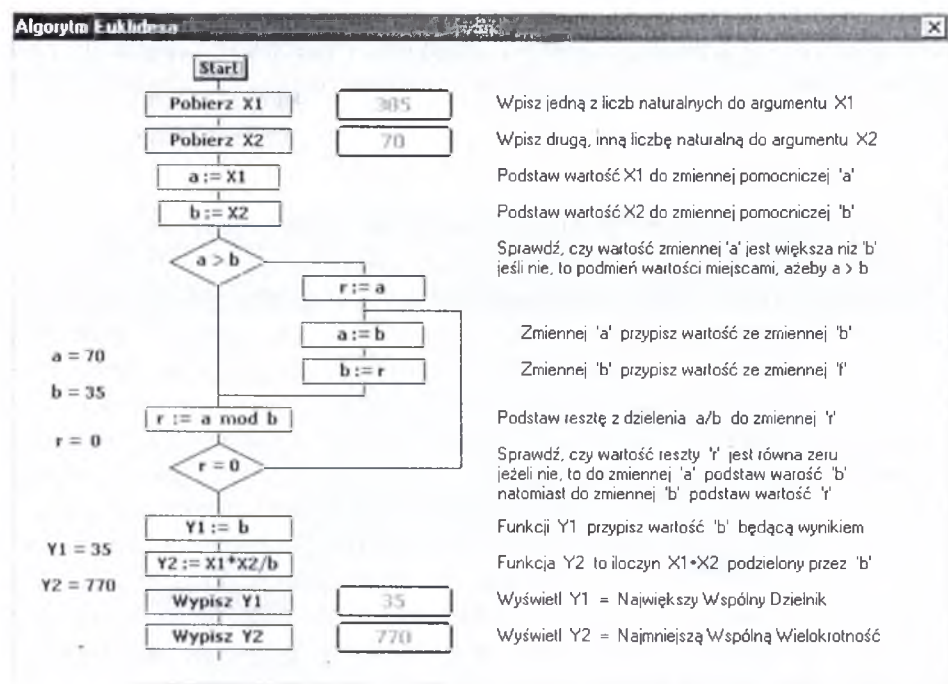 Algorytm Euklidesa
Start
Pobierz X1
385
Wpisz jedną z liczb naturalnych do argumentu X1
Pobierz X2
70
Wpisz drugą, inną liczbę naturalną do argumentu X2
a := X1
Podstaw wartość X1 do zmiennej pomocniczej 'a'
b := X2
Podstaw wartość X2 do zmiennej pomocniczej 'b'
a > b
Sprawdź, czy wartość zmiennej 'a' jest większa niz 'b'
jeśli nie, to podmień wartości miejscami, ażeby a > b
r := a
a := b
Zmiennej 'a' przypisz wartość ze zmiennej 'b'
a = 70
b := r
Zmiennej 'b' przypisz wartość ze zmiennej 'r'
b = 35
r := a mod b
Podstaw resztę z dzielenia a/b do zmiennej 'r'
r = 0
r = 0
Sprawdź, czy wartość reszty 'r' jest równa zeru
jeżeli nie, to do zmiennej 'a' podstaw warość 'b'
natomiast do zmiennej 'b' podstaw wartość 'r'
Y1 := b
Funkcji Y1 przypisz wartość 'b' będącą wynikiem
Y1 = 35
Y2 := X1*X2/b
Funkcja Y2 to iloczyn X1*X2 podzielony przez 'b'
Y2 = 770
Wypisz Y1
35
Wyświetl Y1 = Największy Wspólny Dzielnik
Wypisz Y2
770
Wyświetl Y2 = Najmniejszą Wspólną Wielokrotność